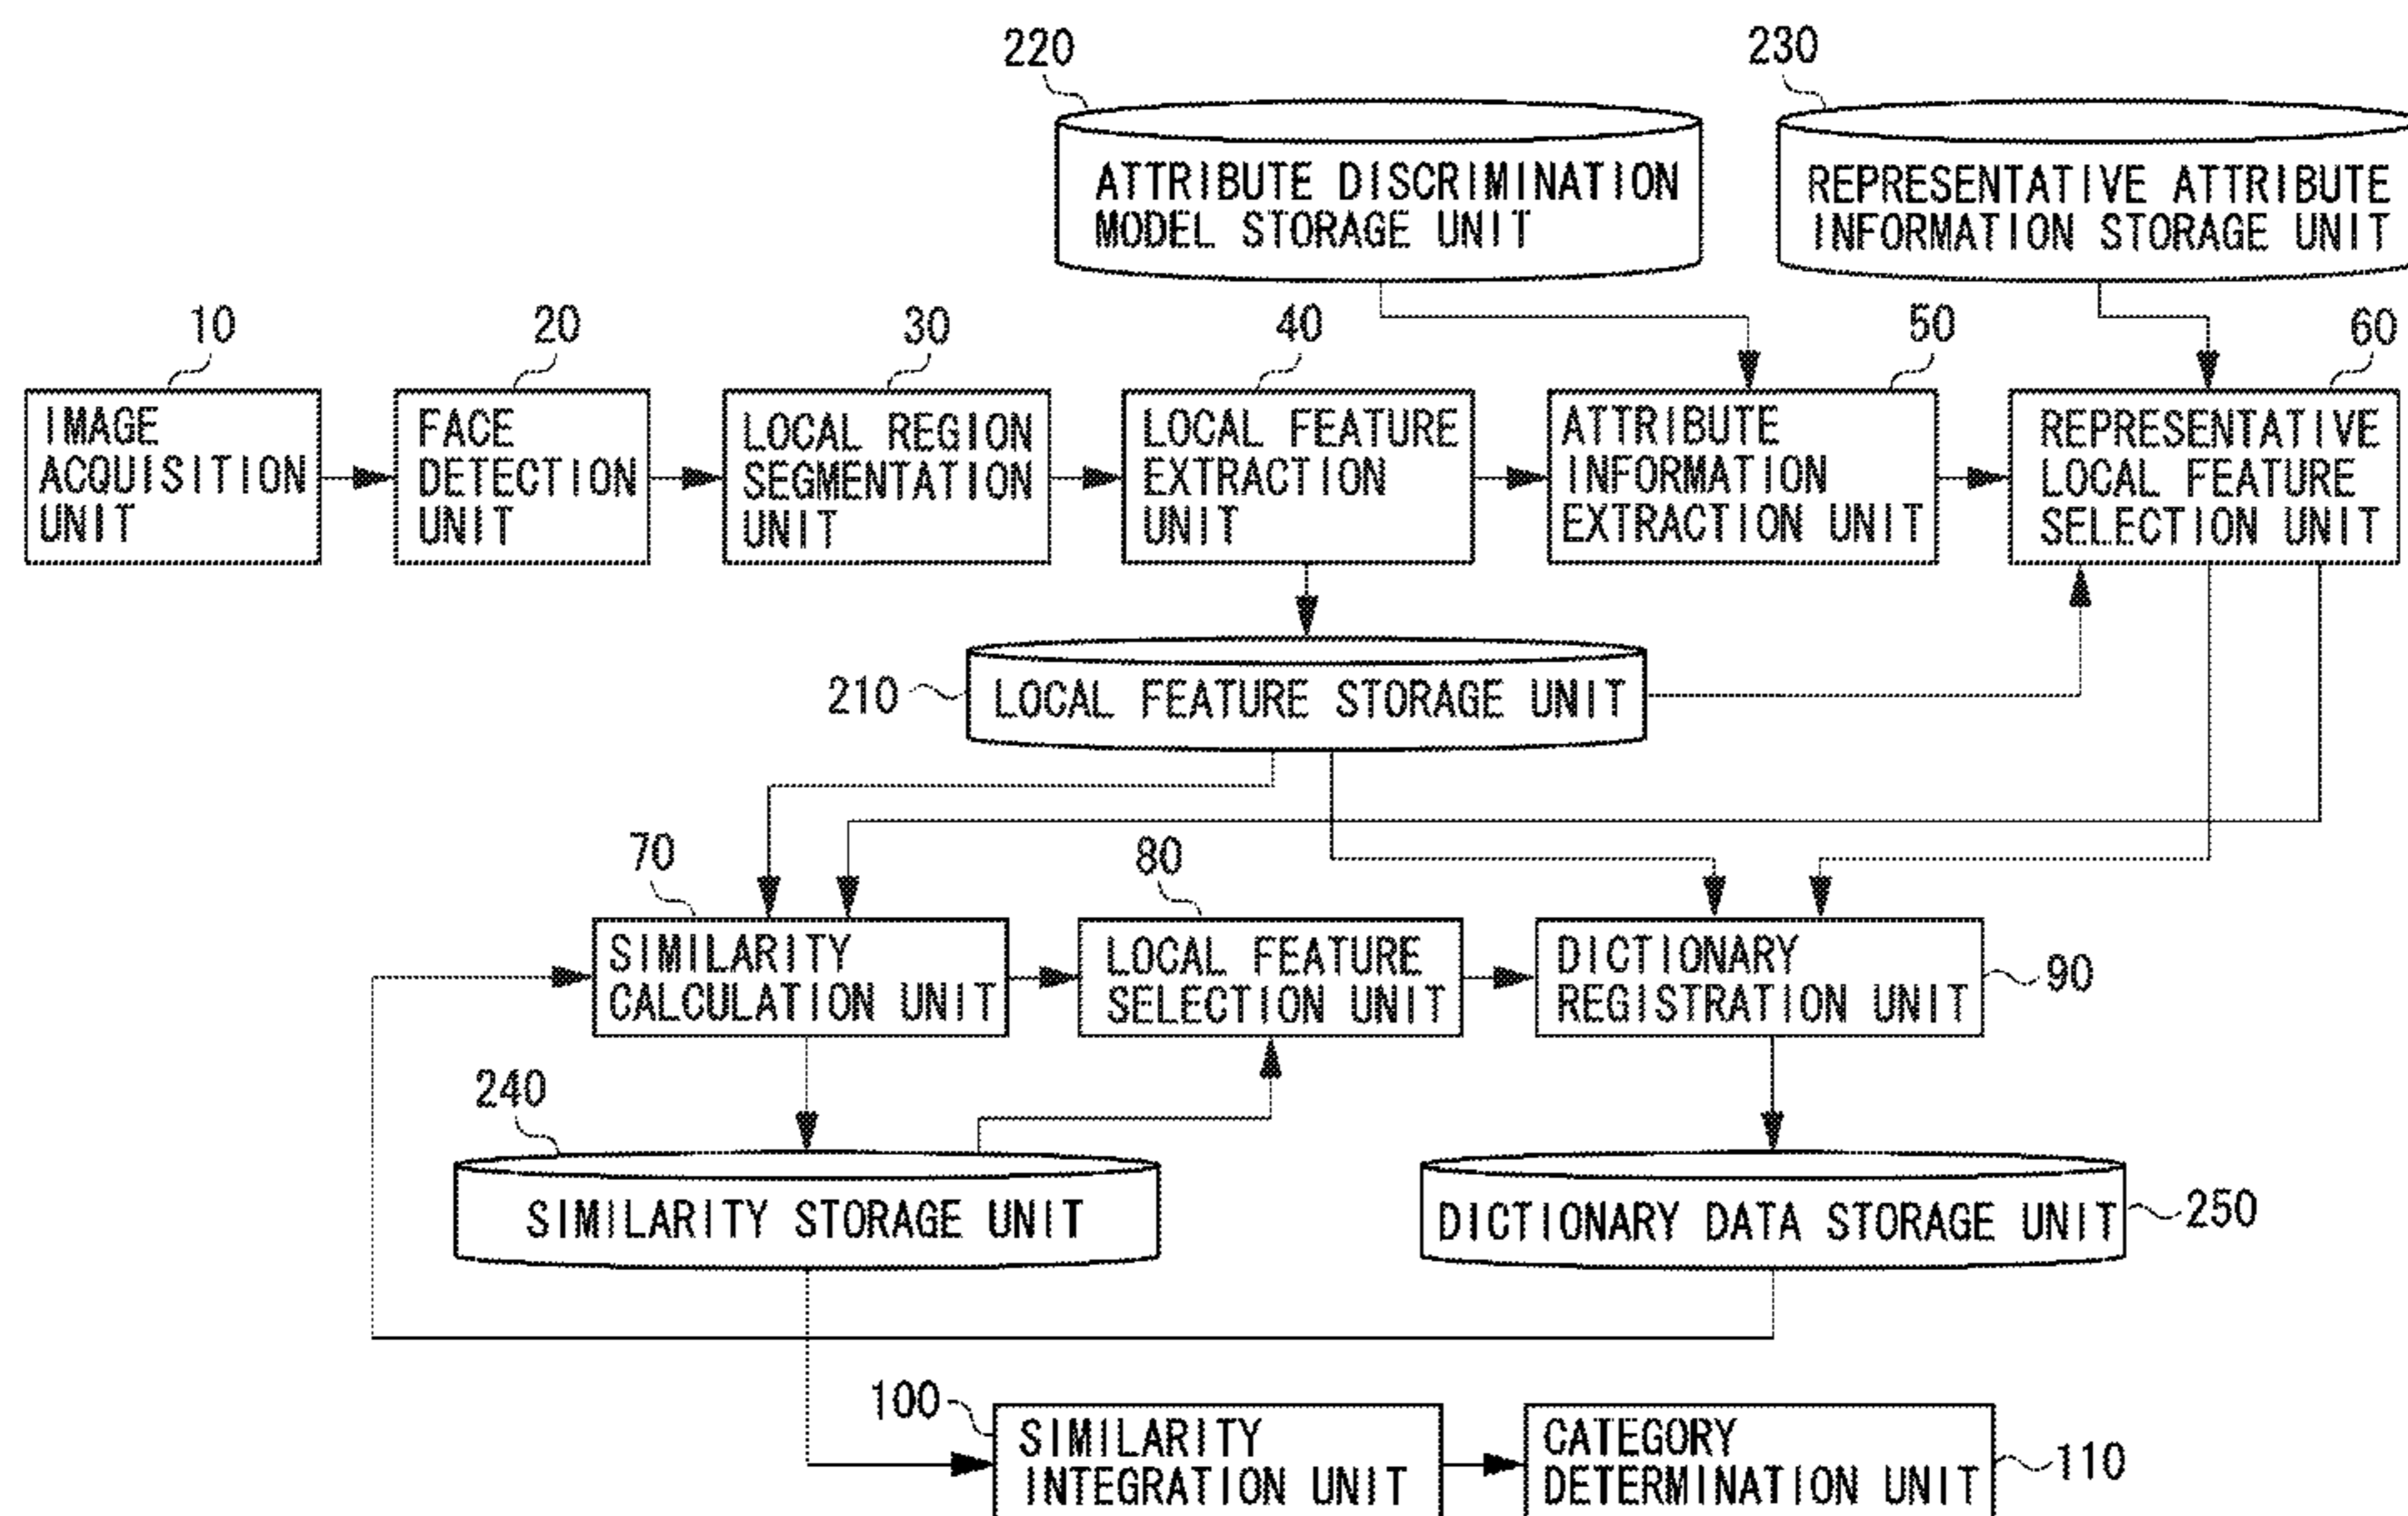 220
230
ATTRIBUTE DISCRIMINATION
MODEL STORAGE UNIT
REPRESENTATIVE ATTRIBUTE
INFORMATION STORAGE UNIT
10
20
30
40
50
60
IMAGE
ACQUISITION
UNIT
FACE
DETECTION
UNIT
LOCAL REGION
SEGMENTATION
UNIT
LOCAL FEATURE
EXTRACTION
UNIT
ATTRIBUTE
INFORMATION
EXTRACTION UNIT
REPRESENTATIVE
LOCAL FEATURE
SELECTION UNIT
210
LOCAL FEATURE STORAGE UNIT
70
80
SIMILARITY
CALCULATION UNIT
LOCAL FEATURE
SELECTION UNIT
DICTIONARY
REGISTRATION UNIT
90
240
SIMILARITY STORAGE UNIT
DICTIONARY DATA STORAGE UNIT
250
100
SIMILARITY
INTEGRATION UNIT
CATEGORY
DETERMINATION UNIT
110